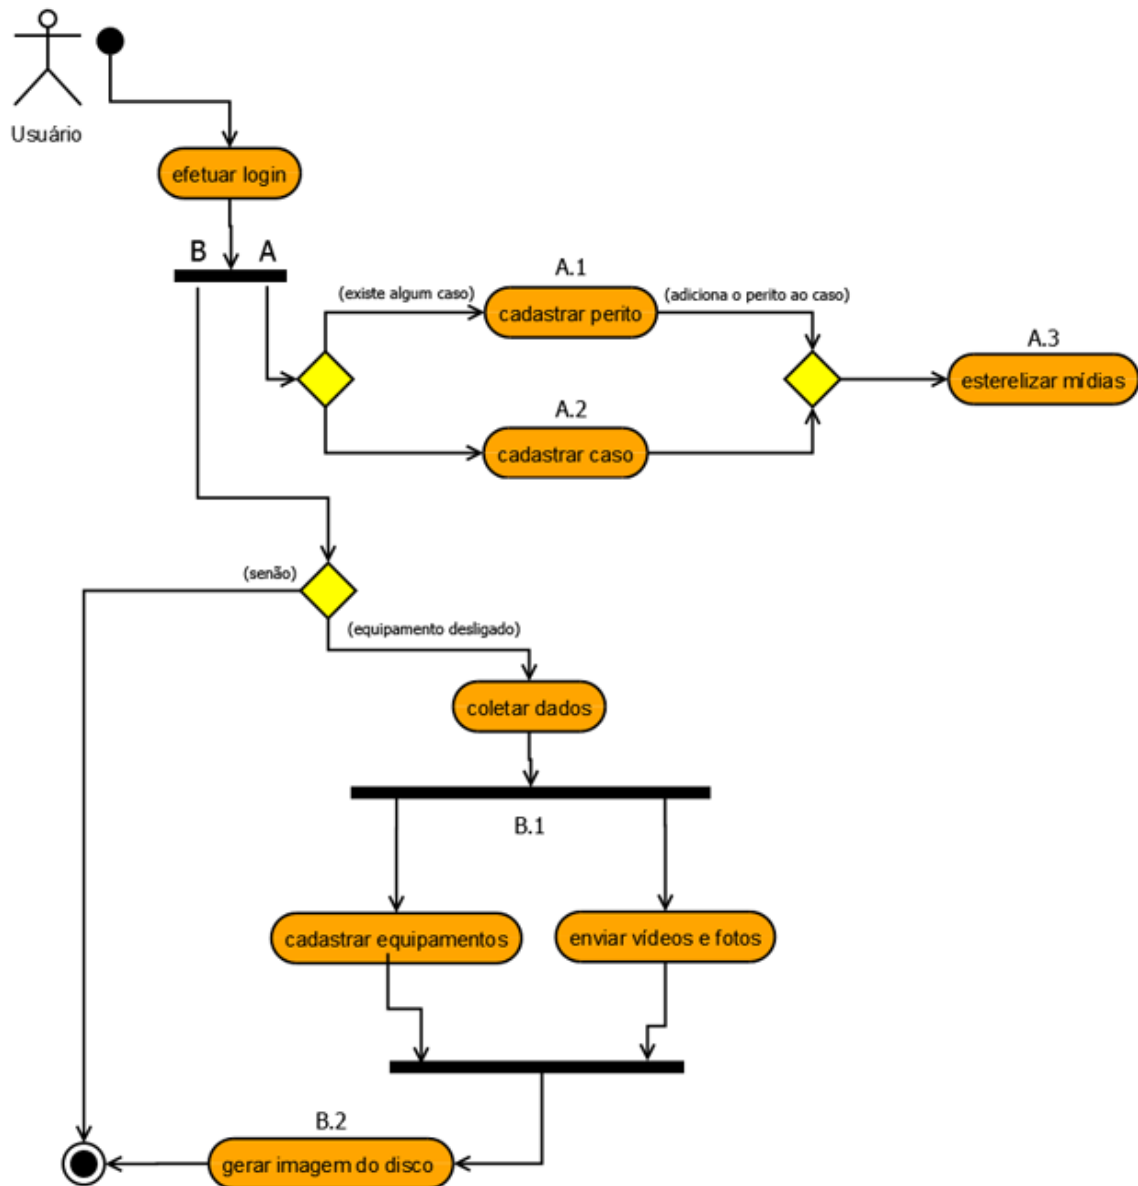 Usuário
efetuar login
B
A
A.1
(existe algum caso)
cadastrar perito
(adiciona o perito ao caso)
A.3
esterelizar mídias
A.2
cadastrar caso
(senão)
(equipamento desligado)
coletar dados
B.1
cadastrar equipamentos
enviar vídeos e fotos
B.2
gerar imagem do disco